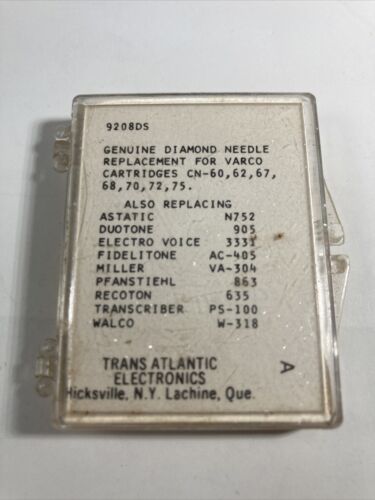 9208DS
GENUINE DIAMOND NEEDLE
REPLACEMENT FOR VARCO
CARTRIDGES CN-60,62,67,
68,70,72,75.
ALSO REPLACING
ASTATIC N752
DUOTONE 905
ELECTRO VOICE 3331
FIDELITONE AC-405
MILLER VA-304
PFANSTIEHL 863
RECOTON 635
TRANSCRIBER PS-100
WALCO W-318
TRANS ATLANTIC
ELECTRONICS
Hicksville, N.Y. Lachine, Que.
A